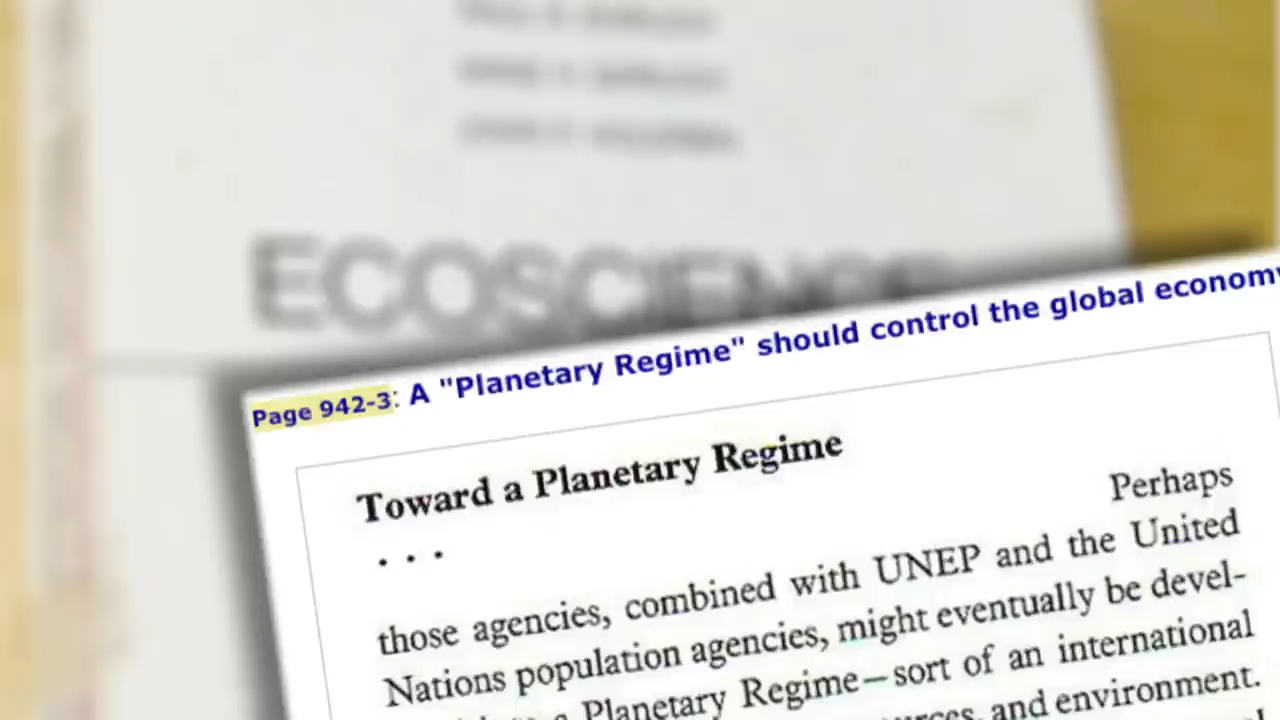 ECOSCIENCE
Page 942-3: A "Planetary Regime" should control the global economy
Toward a Planetary Regime
. . . Perhaps
those agencies, combined with UNEP and the United
Nations population agencies, might eventually be devel-
a Planetary Regime—sort of an international
and environment.